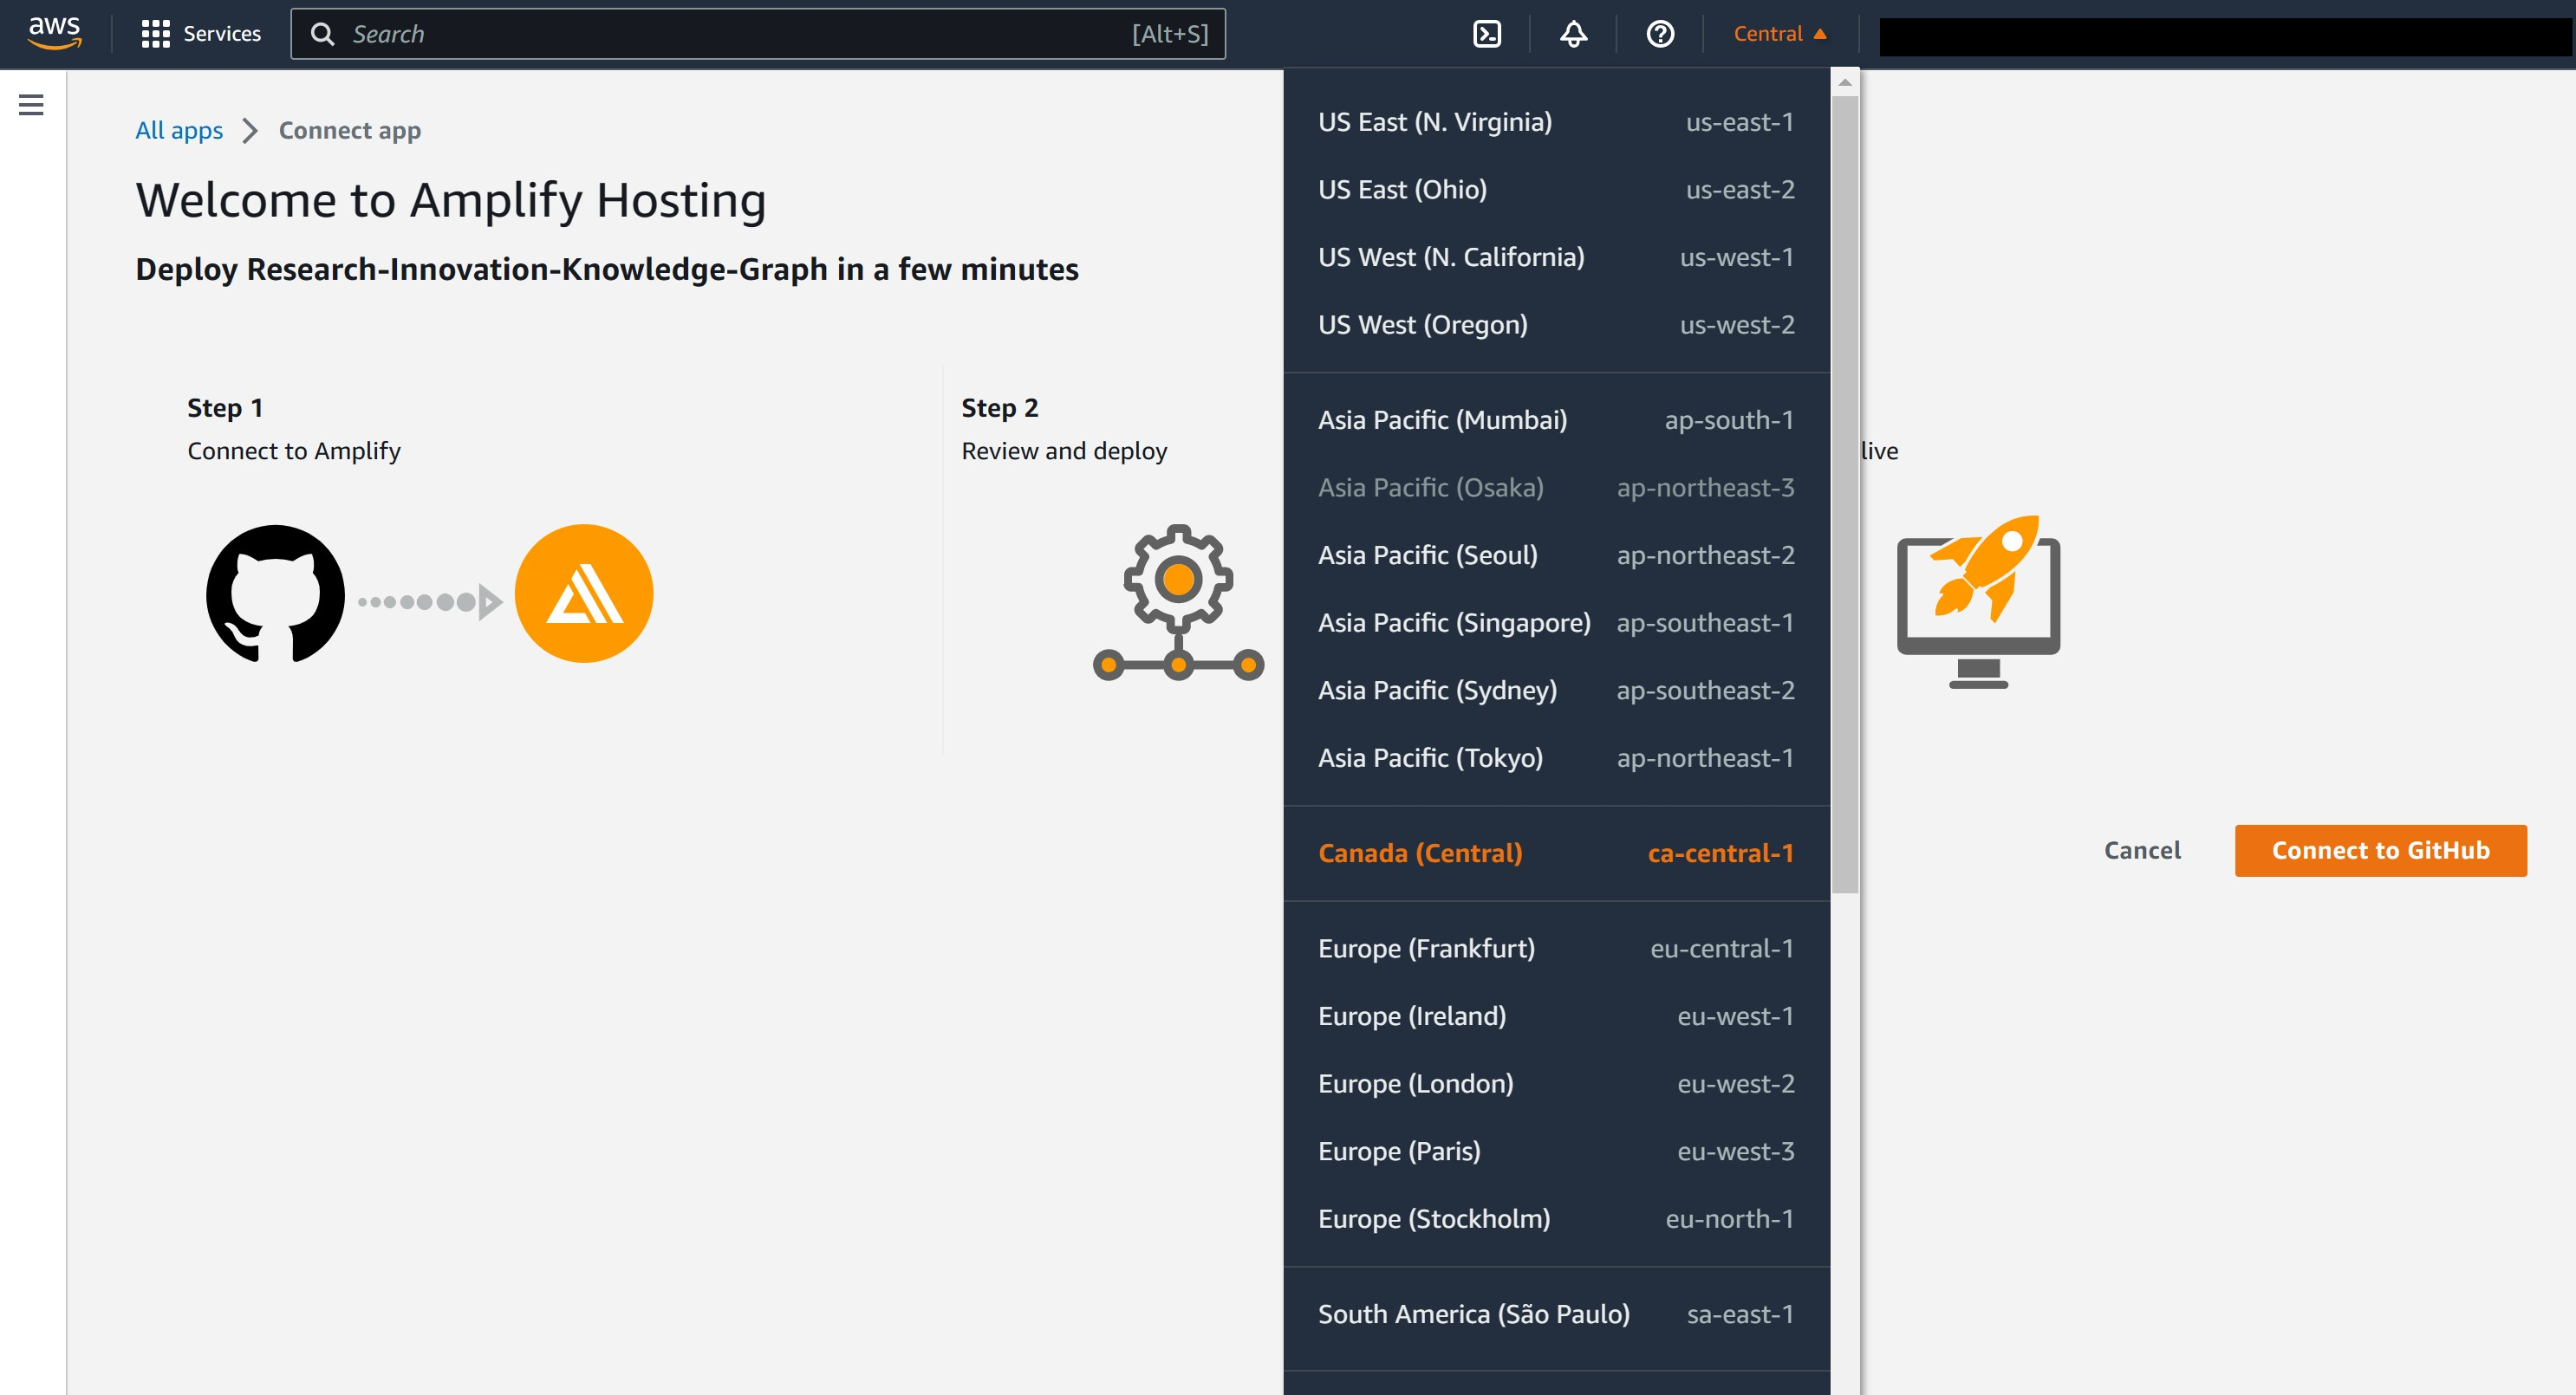 aws Services Search [Alt+S] Central
All apps Connect app
Welcome to Amplify Hosting
Deploy Research-Innovation-Knowledge-Graph in a few minutes
Step 1
Connect to Amplify
Step 2
Review and deploy
US East (N. Virginia) us-east-1
US East (Ohio) us-east-2
US West (N. California) us-west-1
US West (Oregon) us-west-2
Asia Pacific (Mumbai) ap-south-1
Asia Pacific (Osaka) ap-northeast-3
Asia Pacific (Seoul) ap-northeast-2
Asia Pacific (Singapore) ap-southeast-1
Asia Pacific (Sydney) ap-southeast-2
Asia Pacific (Tokyo) ap-northeast-1
Canada (Central) ca-central-1
Europe (Frankfurt) eu-central-1
Europe (Ireland) eu-west-1
Europe (London) eu-west-2
Europe (Paris) eu-west-3
Europe (Stockholm) eu-north-1
South America (São Paulo) sa-east-1
live
Cancel Connect to GitHub